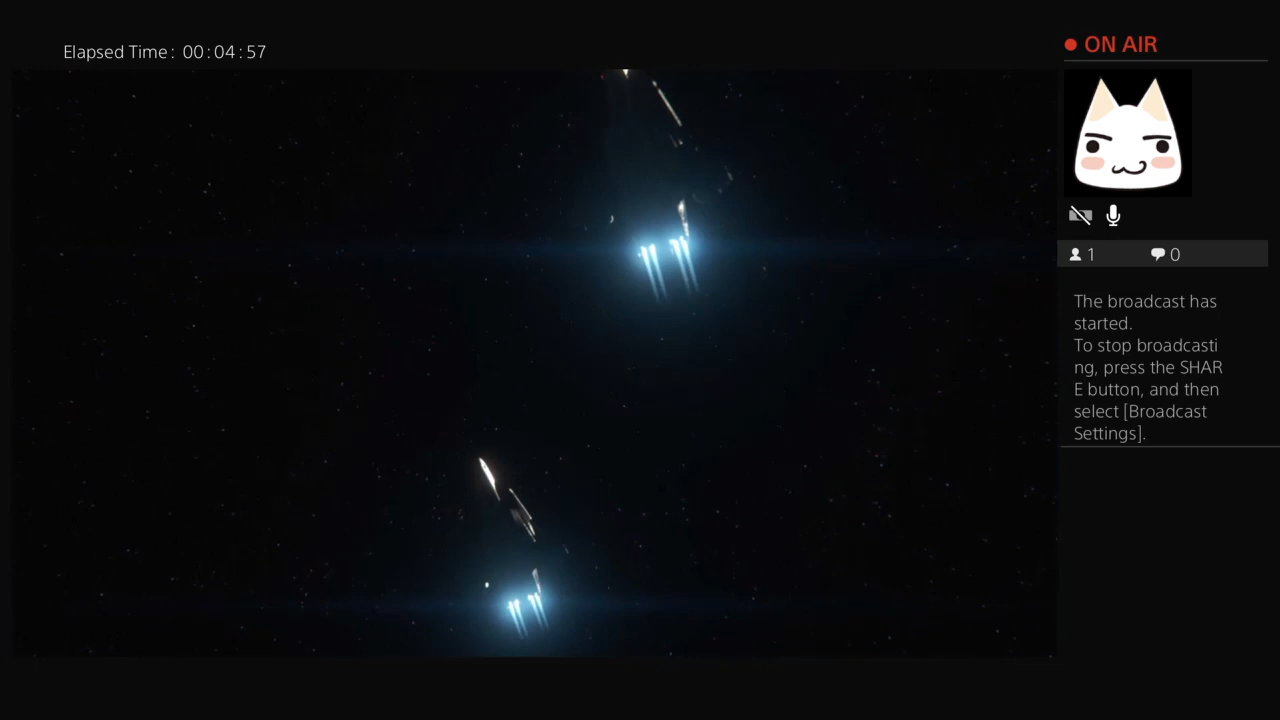 Elapsed Time: 00:04:57
ON AIR
1 0
The broadcast has
started.
To stop broadcasti
ng, press the SHAR
E button, and then
select [Broadcast
Settings].